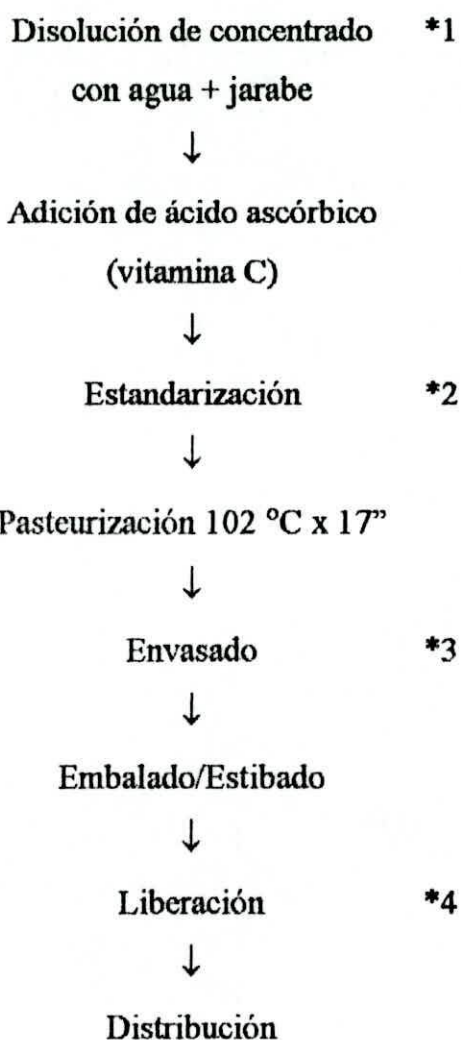 Disolución de concentrado *1
con agua + jarabe
↓
Adición de ácido ascórbico
(vitamina C)
↓
Estandarización *2
↓
Pasteurización 102 °C x 17”
↓
Envasado *3
↓
Embalado/Estibado
↓
Liberación *4
↓
Distribución